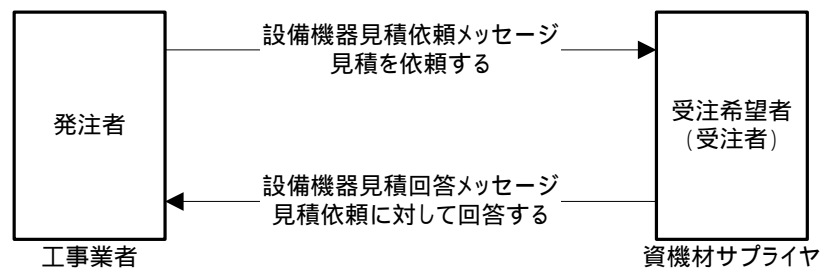 設備機器見積依頼メッセージ
見積を依頼する
発注者
受注希望者
(受注者)
設備機器見積回答メッセージ
見積依頼に対して回答する
工事業者
資機材サプライヤ